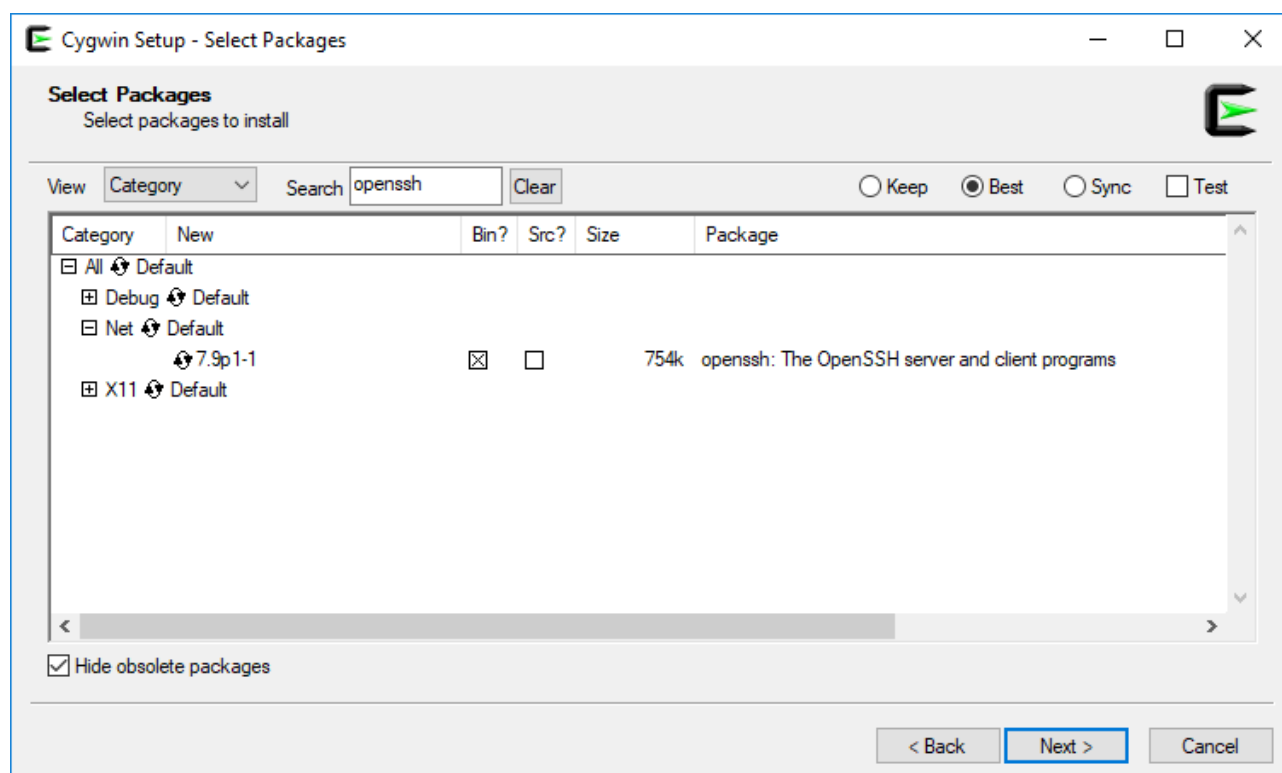 Cygwin Setup - Select Packages
Select Packages
Select packages to install
View Category Search openssh Clear Keep Best Sync Test
Category New Bin? Src? Size Package
All Default
Debug Default
Net Default
7.9p1-1 754k openssh: The OpenSSH server and client programs
X11 Default
Hide obsolete packages
< Back Next > Cancel